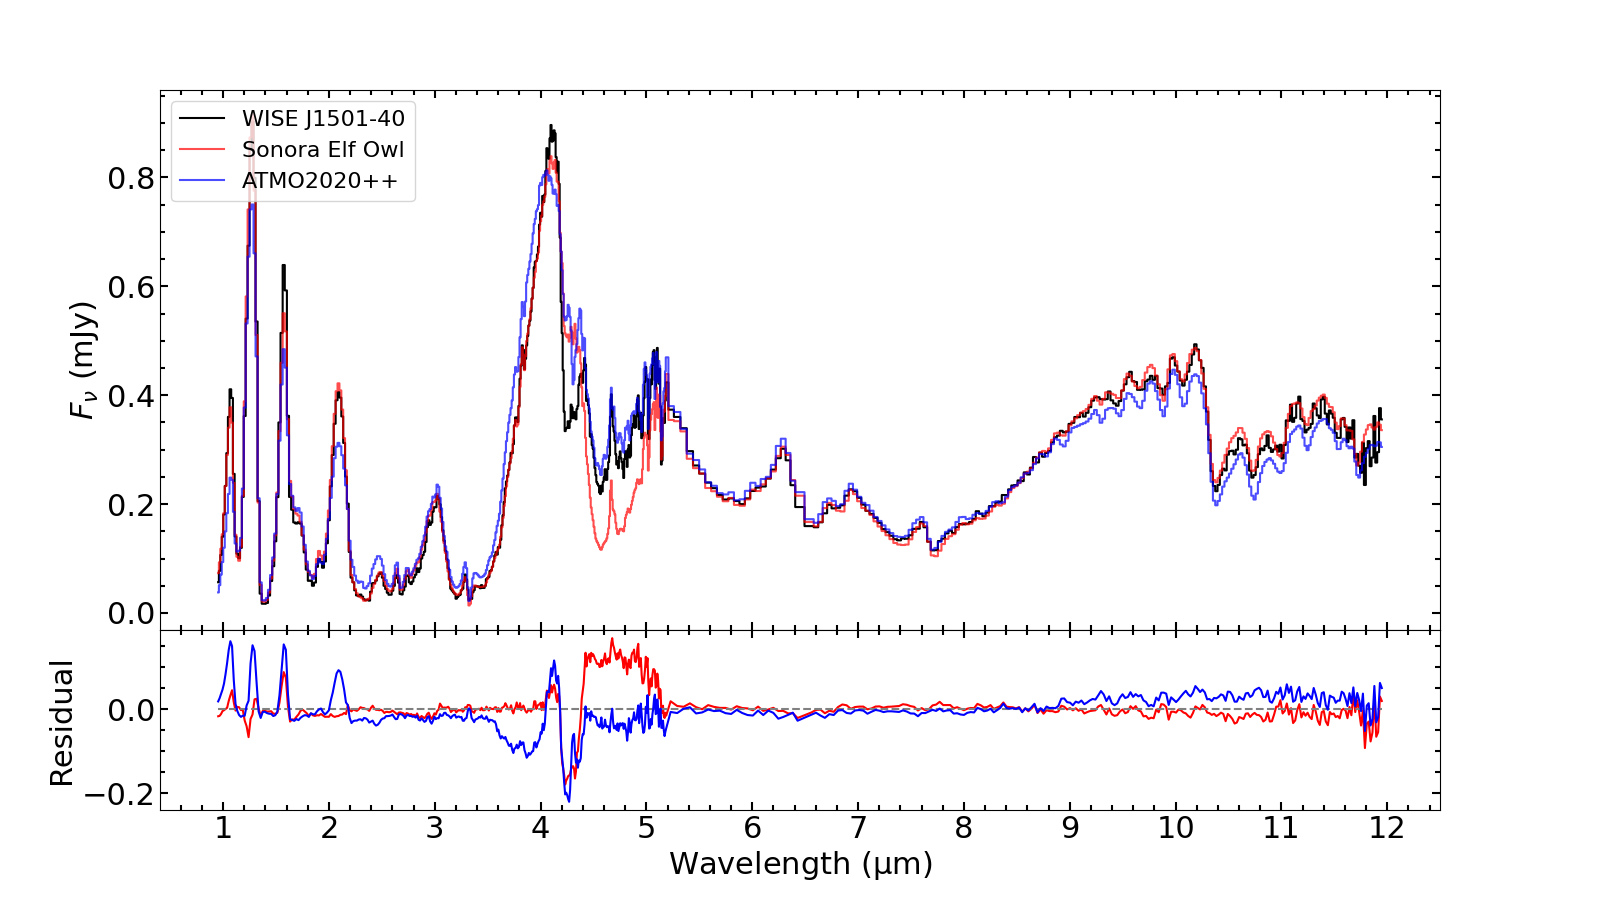 WISE J1501-40
Sonora Elf Owl
ATMO2020++
0.8
0.6
0.4
0.2
0.0
Fν (mJy)
0.0
−0.2
Residual
1 2 3 4 5 6 7 8 9 10 11 12
Wavelength (μm)